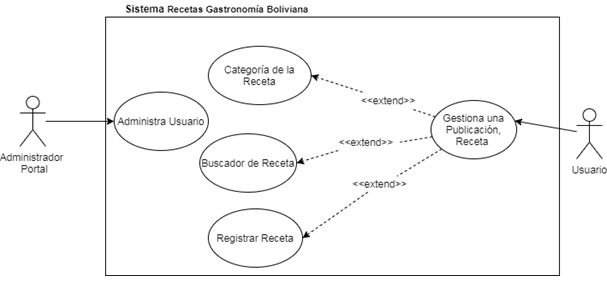 Sistema Recetas Gastronomía Boliviana
Categoría de la
Receta
<<extend>>
Administra Usuario
Gestiona una
Publicación,
Receta
Administrador
Portal
Buscador de Receta
<<extend>>
Usuario
<<extend>>
Registrar Receta